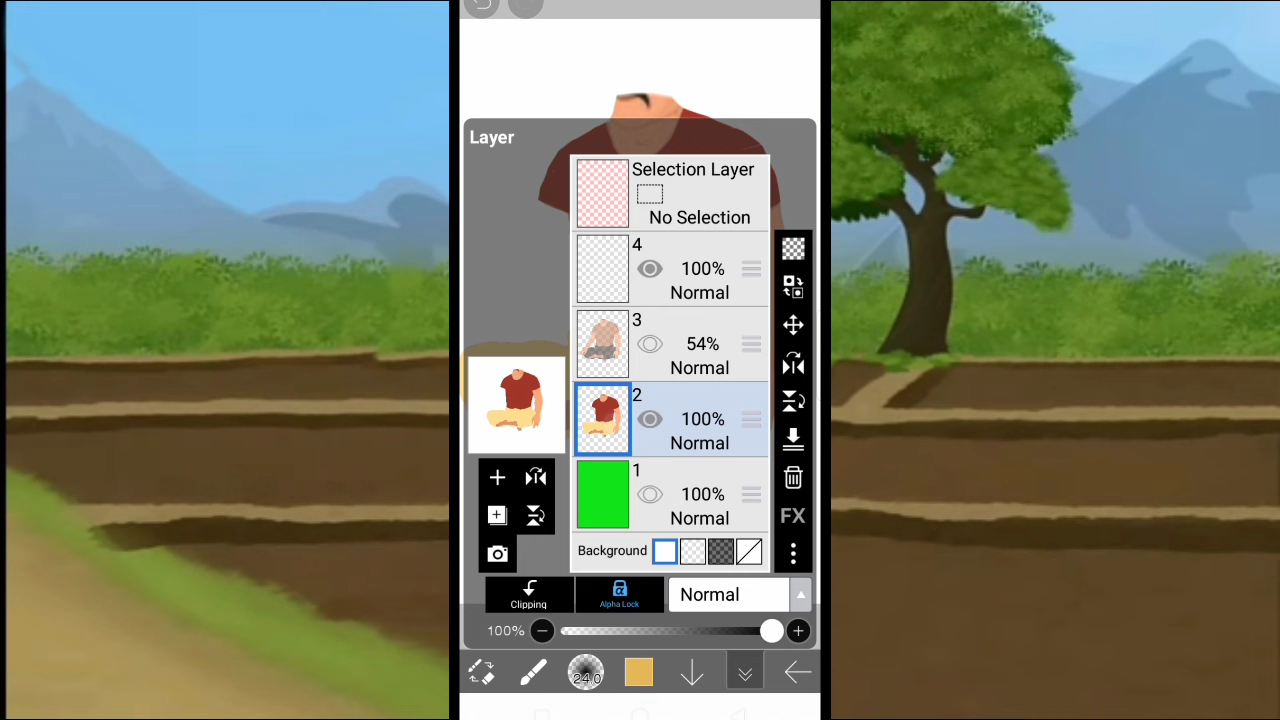 Layer
Selection Layer
No Selection
4
100%
Normal
3
54%
Normal
2
100%
Normal
1
100%
Normal
Background
FX
Clipping
α
Alpha Lock
Normal
100%
24.0